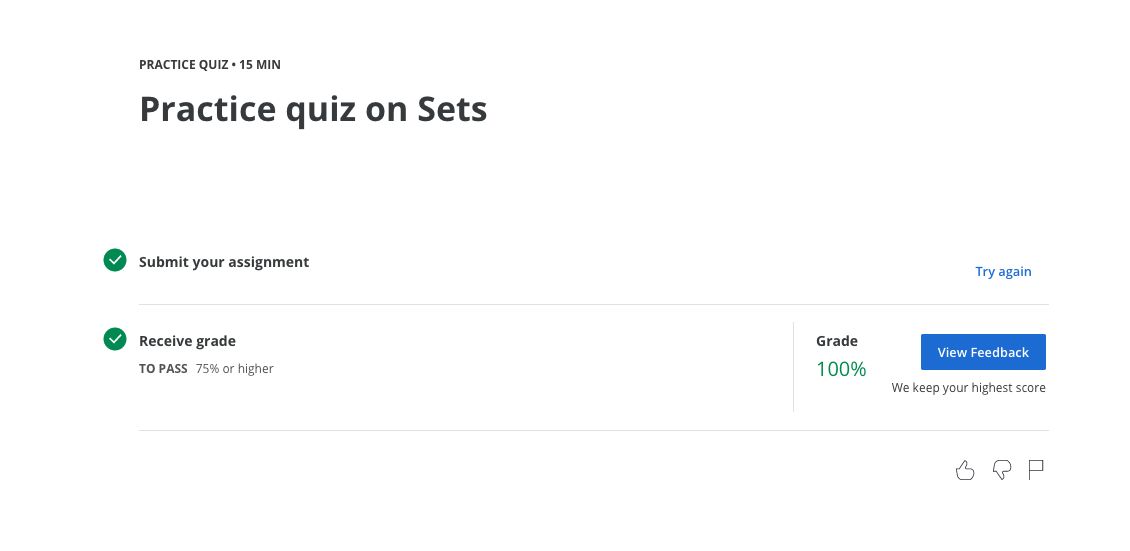 PRACTICE QUIZ • 15 MIN
Practice quiz on Sets
Submit your assignment
Try again
Receive grade
TO PASS 75% or higher
Grade
100%
View Feedback
We keep your highest score